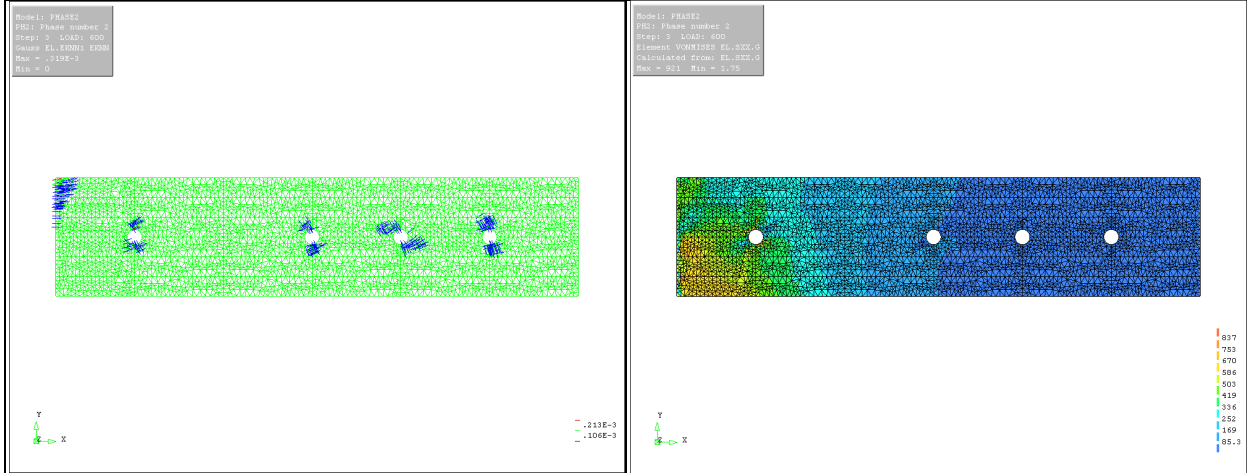 Model: PHASE2
PH2: Phase number 2
Step: 3 LOAD: 600
Gauss EL.EKNN1 EKNN
Max = .319E-3
Min = 0
Y
Z X
.213E-3
.106E-3
Model: PHASE2
PH2: Phase number 2
Step: 3 LOAD: 600
Element VONMISES EL.SXX.G
Calculated from: EL.SXX.G
Max = 921 Min = 1.75
Y
Z X
837
753
670
586
503
419
336
252
169
85.3